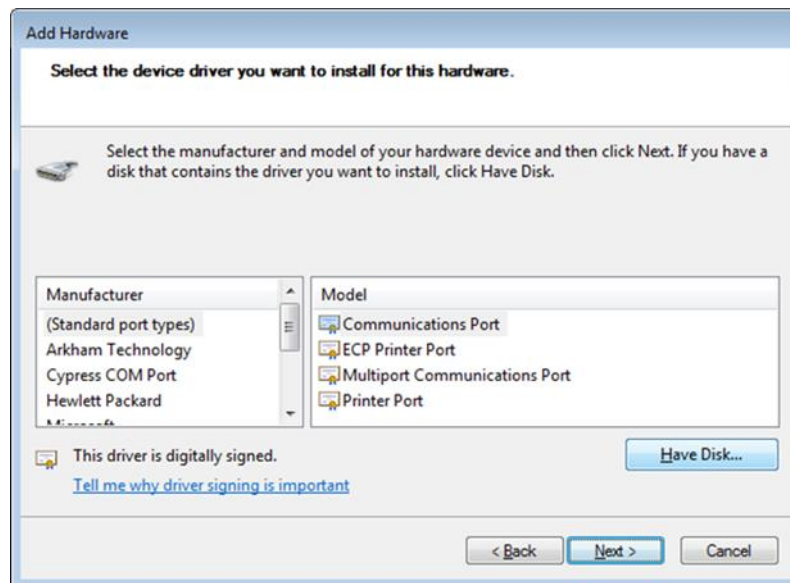 Add Hardware
Select the device driver you want to install for this hardware.
Select the manufacturer and model of your hardware device and then click Next. If you have a
disk that contains the driver you want to install, click Have Disk.
Manufacturer
(Standard port types)
Arkham Technology
Cypress COM Port
Hewlett Packard
Model
Communications Port
ECP Printer Port
Multiport Communications Port
Printer Port
This driver is digitally signed.
Tell me why driver signing is important
Have Disk...
< Back
Next >
Cancel